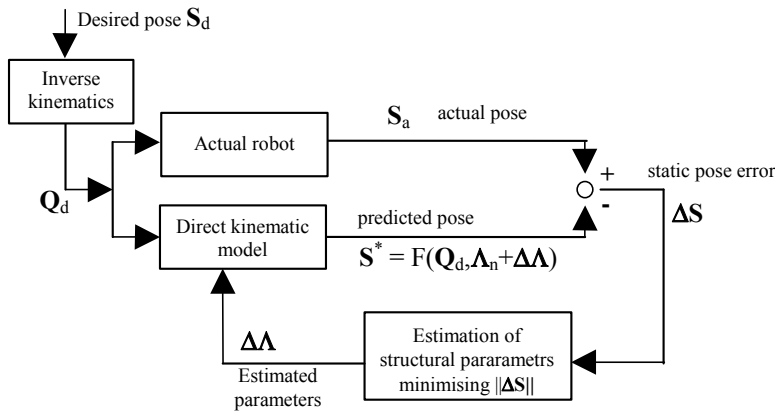 Desired pose S_d
Inverse
kinematics
Q_d
Actual robot
S_a actual pose
+
-
static pose error
ΔS
Direct kinematic
model
predicted pose
S* = F(Q_d,Λ_n+ΔΛ)
ΔΛ
Estimated
parameters
Estimation of
structural pararametrs
minimising ||ΔS||